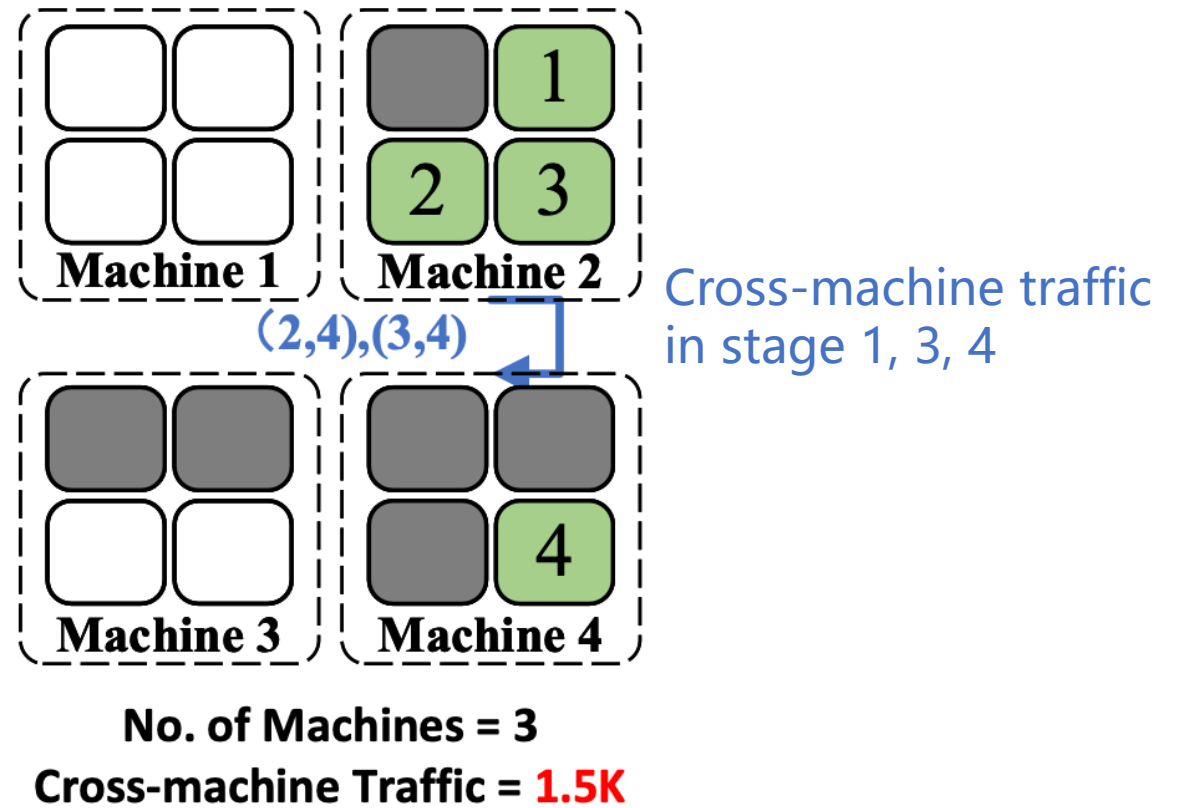 1
2 3
Machine 1
Machine 2
（2,4),(3,4)
Cross-machine traffic
in stage 1, 3, 4
4
Machine 3
Machine 4
No. of Machines = 3
Cross-machine Traffic = 1.5K